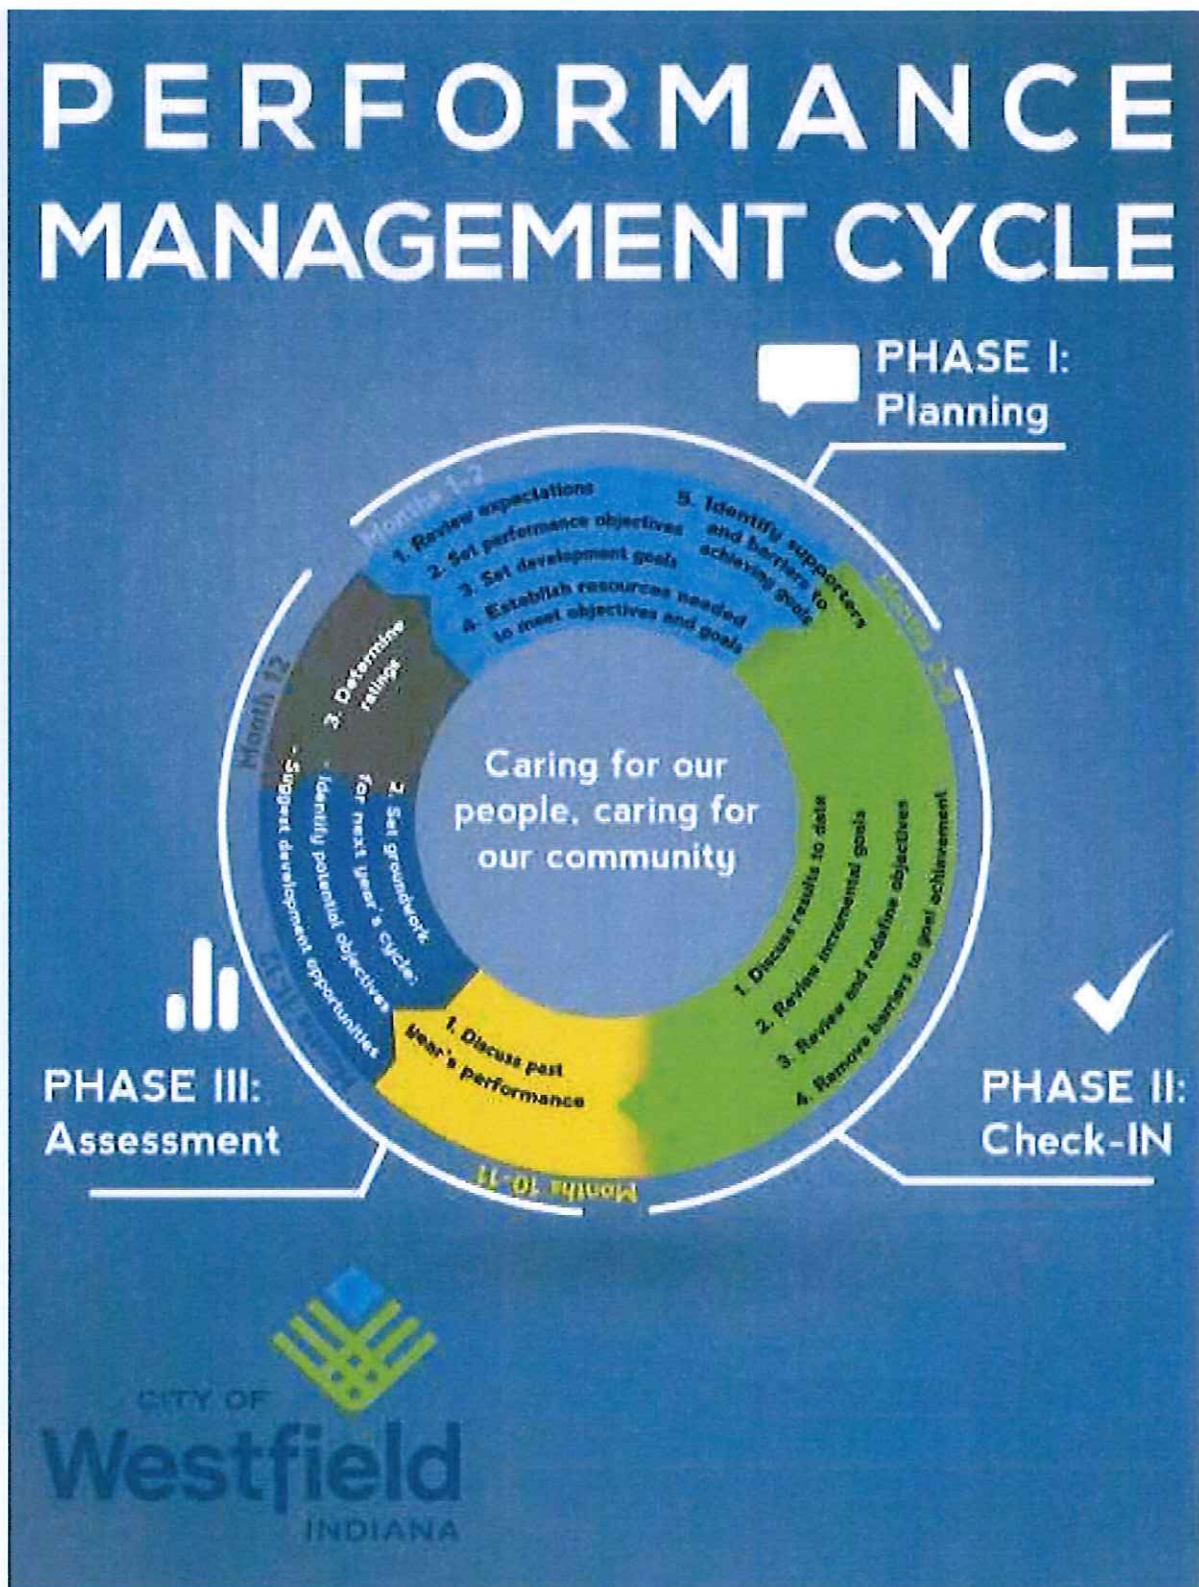 PERFORMANCE
MANAGEMENT CYCLE
PHASE I:
Planning
Months 1-2
1. Review expectations
2. Set performance objectives
3. Set development goals
4. Establish resources needed
to meet objectives and goals
5. Identify supporters
and barriers to
achieving goals
1. Discuss results to date
2. Review incremental goals
3. Review and redefine objectives
4. Remove barriers to goal achievement
PHASE II:
Check-IN
Months 10-11
1. Discuss past
year's performance
2. Set groundwork
for next year's cycle:
- Identify potential objectives
- Suggest development opportunities
Month 12
3. Determine
ratings
PHASE III:
Assessment
Caring for our
people, caring for
our community
CITY OF
Westfield
INDIANA